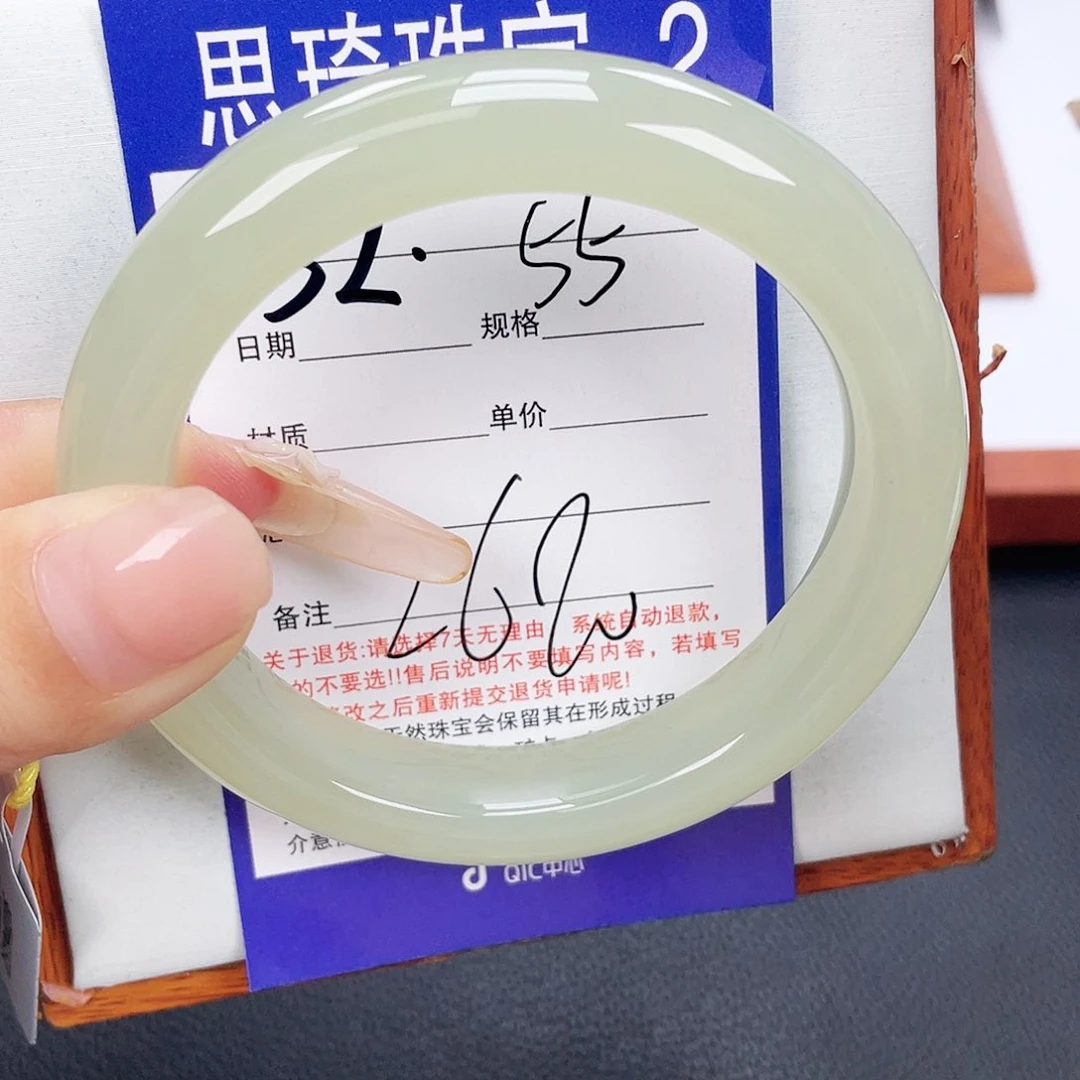 思琦珠宝 2
55
日期 规格
材质 单价
备注
关于退货:请选择7天无理由 系统自动退款,
的不要选!!售后说明不要填写内容,若填写
改之后重新提交退货申请呢!
天然珠宝会保留其在形成过程
介意
QIC中心